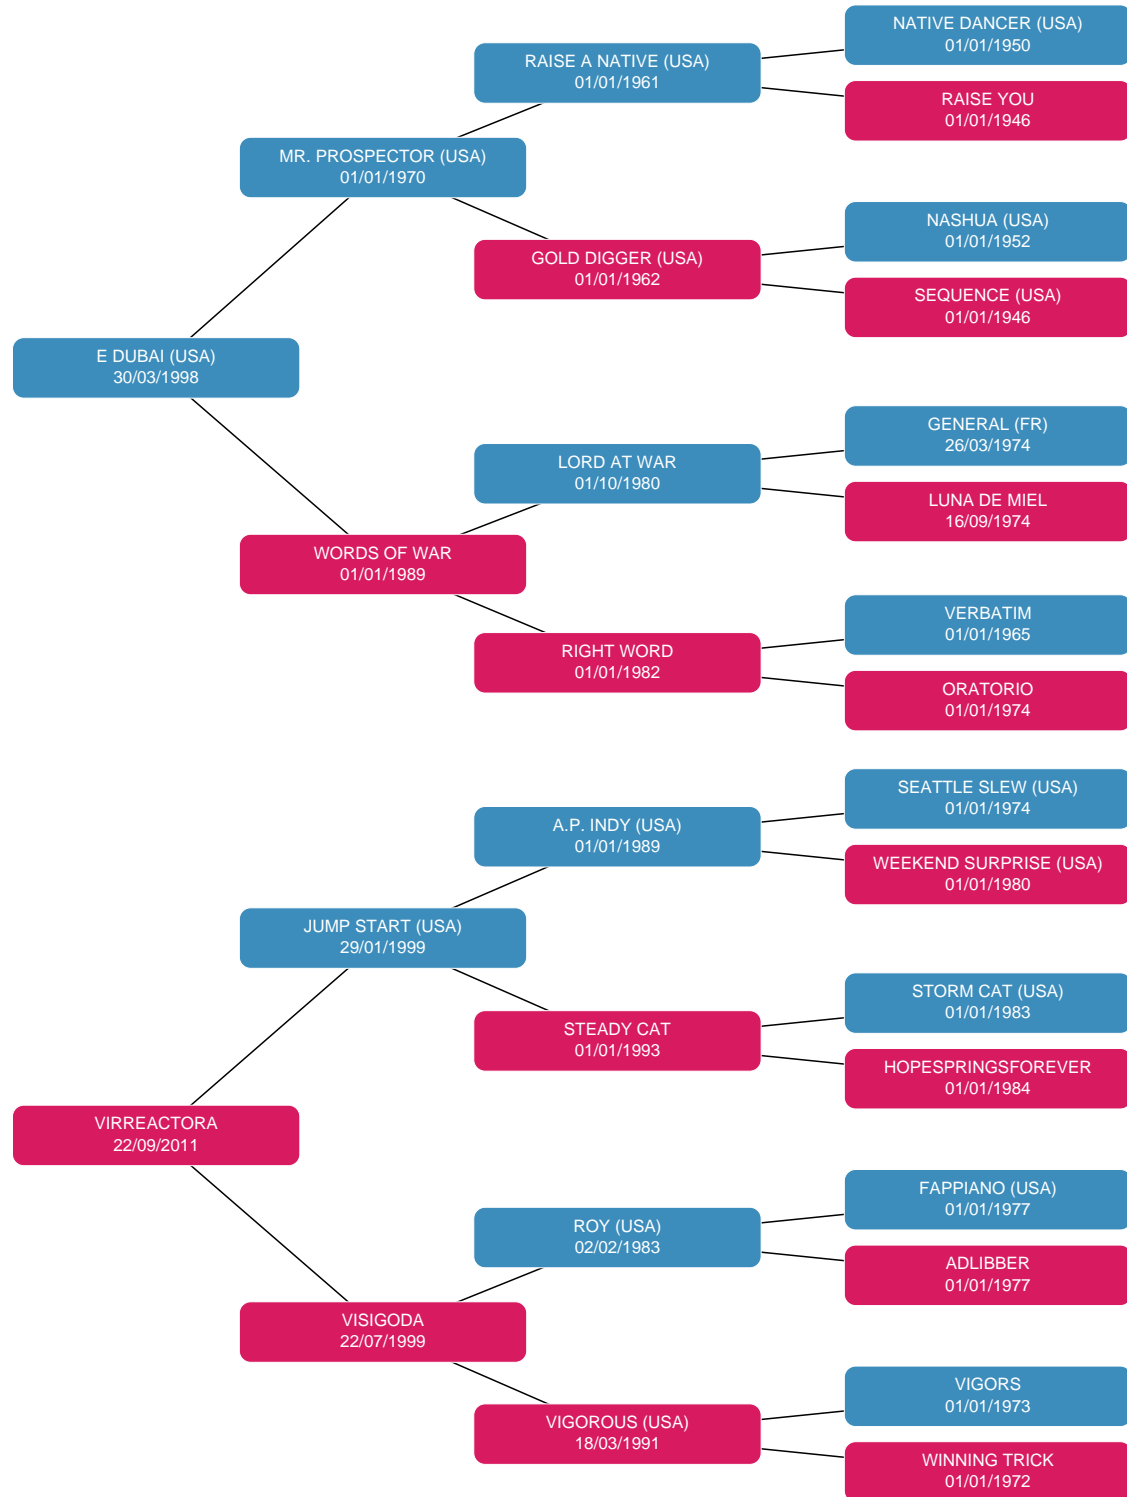 NATIVE DANCER (USA)
01/01/1950
RAISE A NATIVE (USA)
01/01/1961
RAISE YOU
01/01/1946
MR. PROSPECTOR (USA)
01/01/1970
NASHUA (USA)
01/01/1952
GOLD DIGGER (USA)
01/01/1962
SEQUENCE (USA)
01/01/1946
E DUBAI (USA)
30/03/1998
GENERAL (FR)
26/03/1974
LORD AT WAR
01/10/1980
LUNA DE MIEL
16/09/1974
WORDS OF WAR
01/01/1989
VERBATIM
01/01/1965
RIGHT WORD
01/01/1982
ORATORIO
01/01/1974
SEATTLE SLEW (USA)
01/01/1974
A.P. INDY (USA)
01/01/1989
WEEKEND SURPRISE (USA)
01/01/1980
JUMP START (USA)
29/01/1999
STORM CAT (USA)
01/01/1983
STEADY CAT
01/01/1993
HOPESPRINGSFOREVER
01/01/1984
VIRREACTORA
22/09/2011
FAPPIANO (USA)
01/01/1977
ROY (USA)
02/02/1983
ADLIBBER
01/01/1977
VISIGODA
22/07/1999
VIGORS
01/01/1973
VIGOROUS (USA)
18/03/1991
WINNING TRICK
01/01/1972